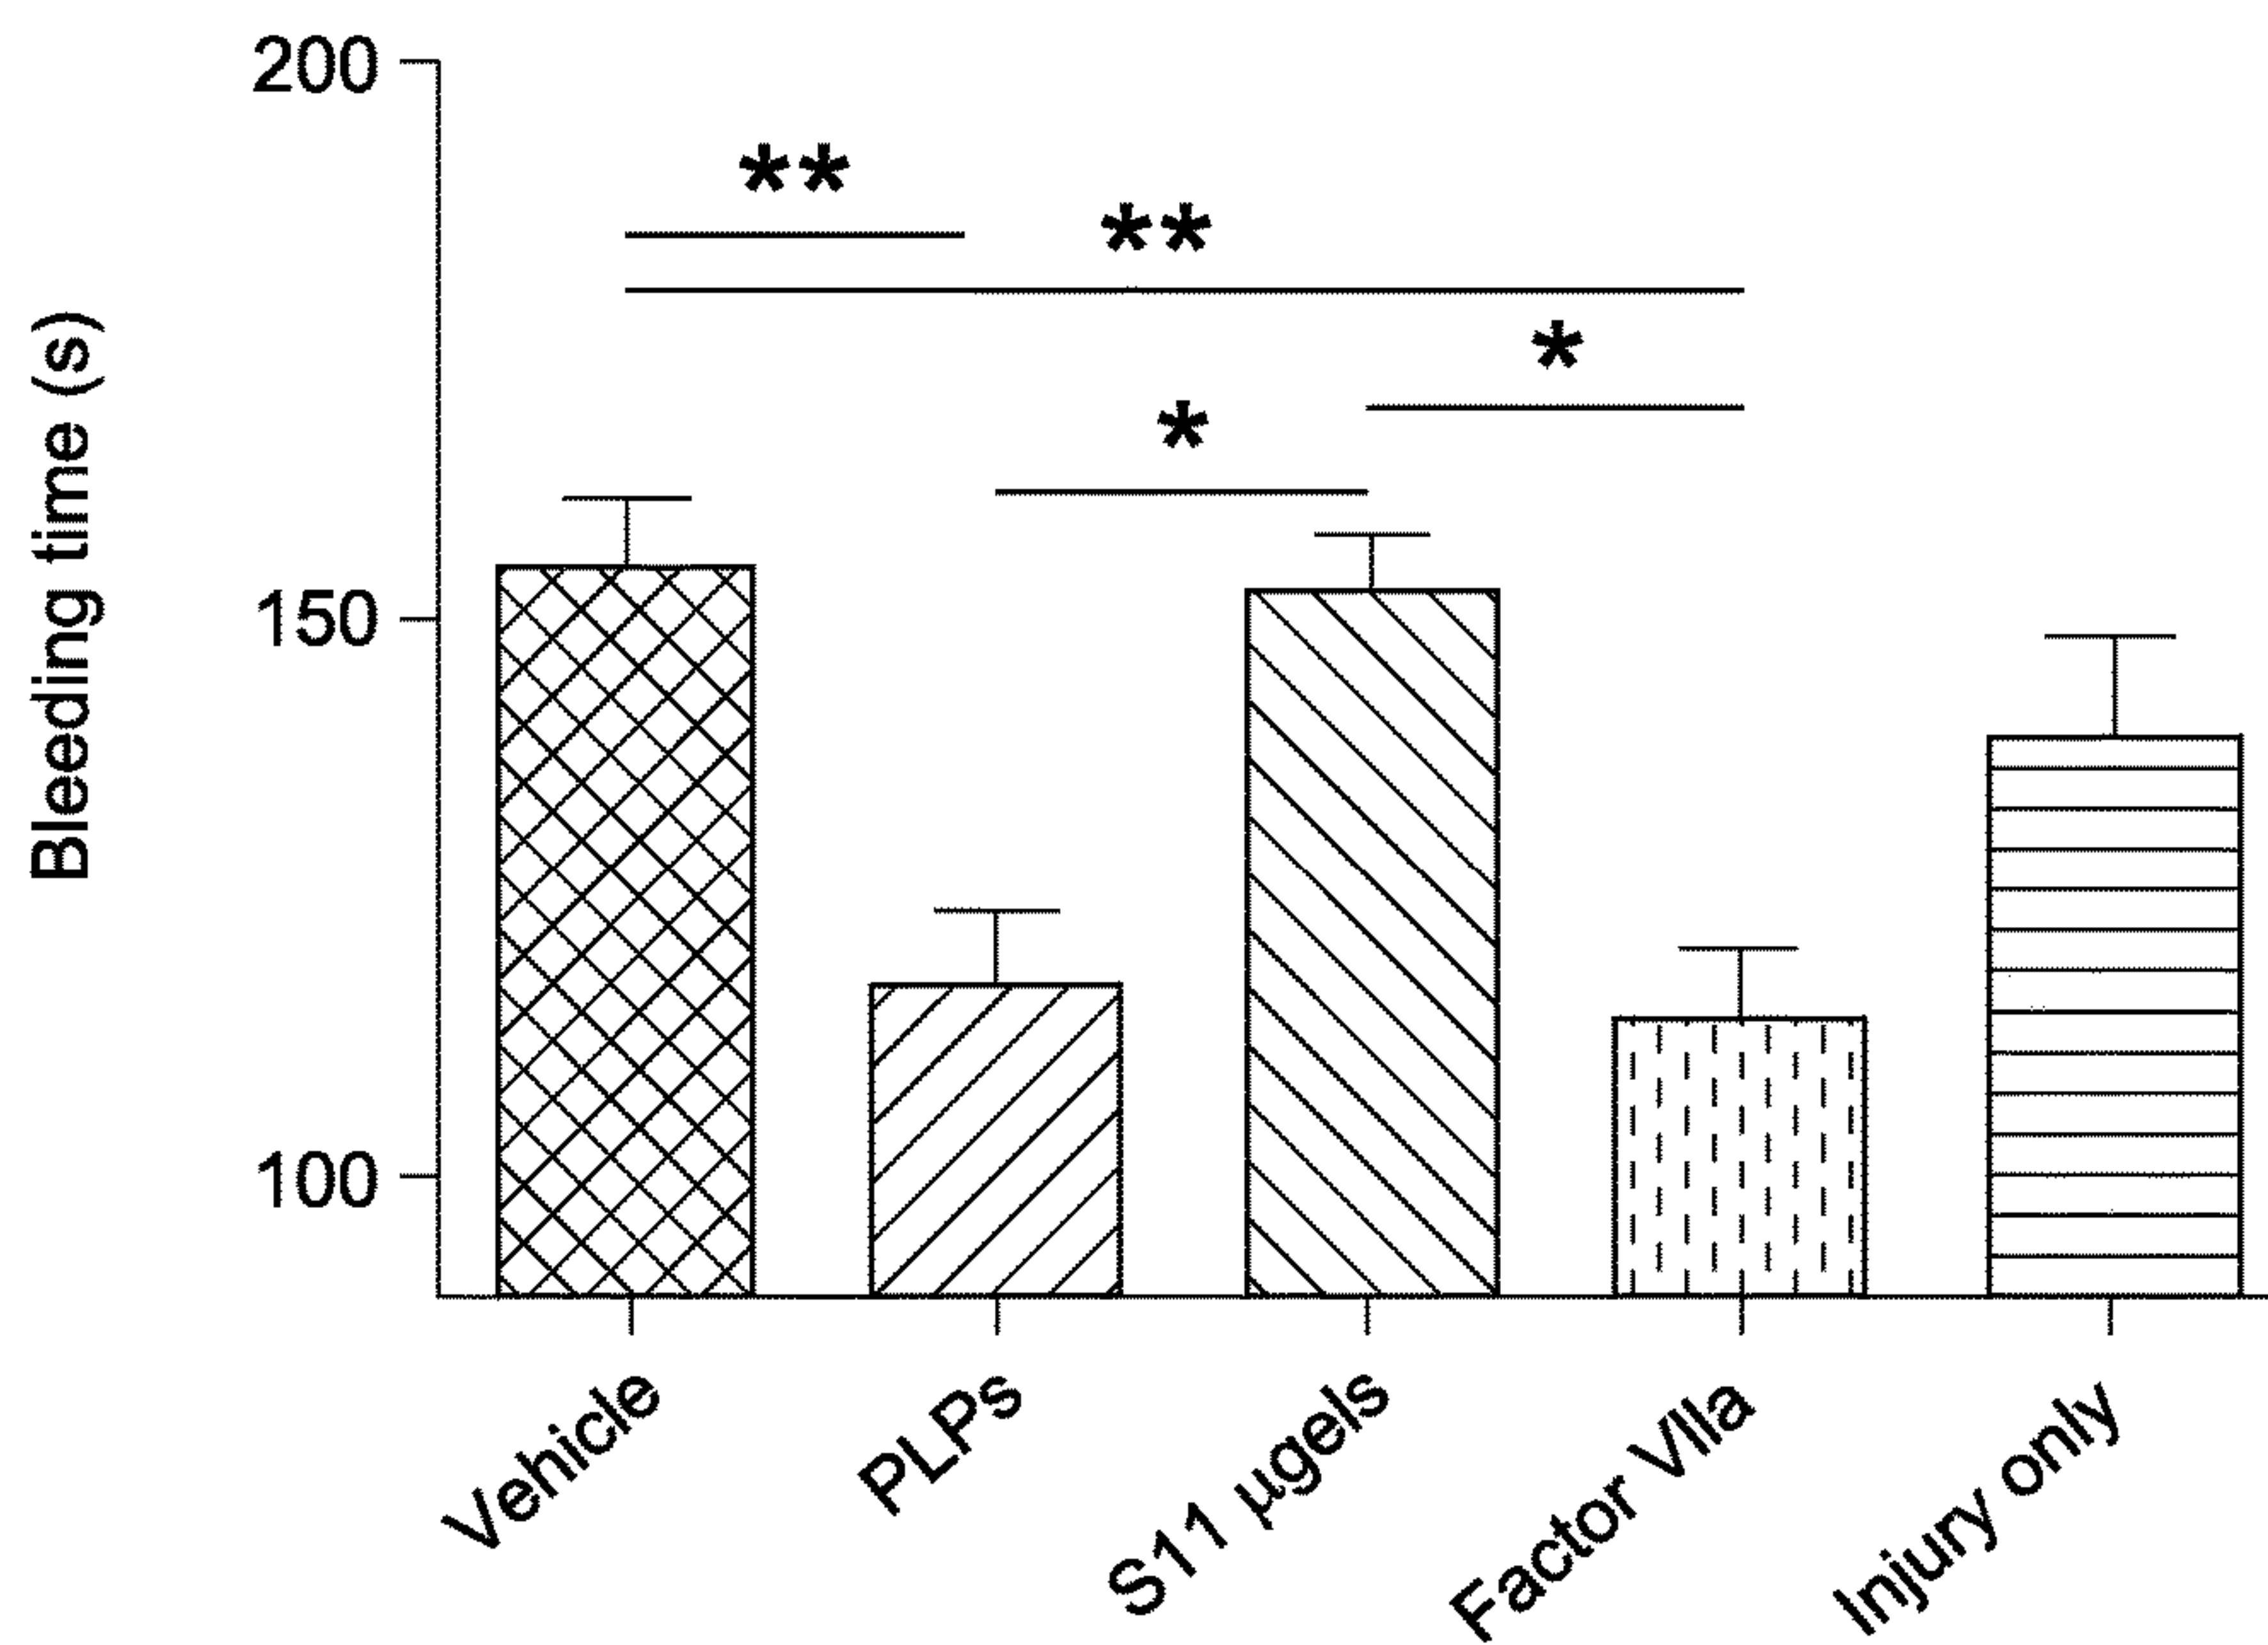 Bleeding time (s)
200
150
100
**
**
*
*
Vehicle
PLPs
S11 µgels
Factor VIIa
Injury only